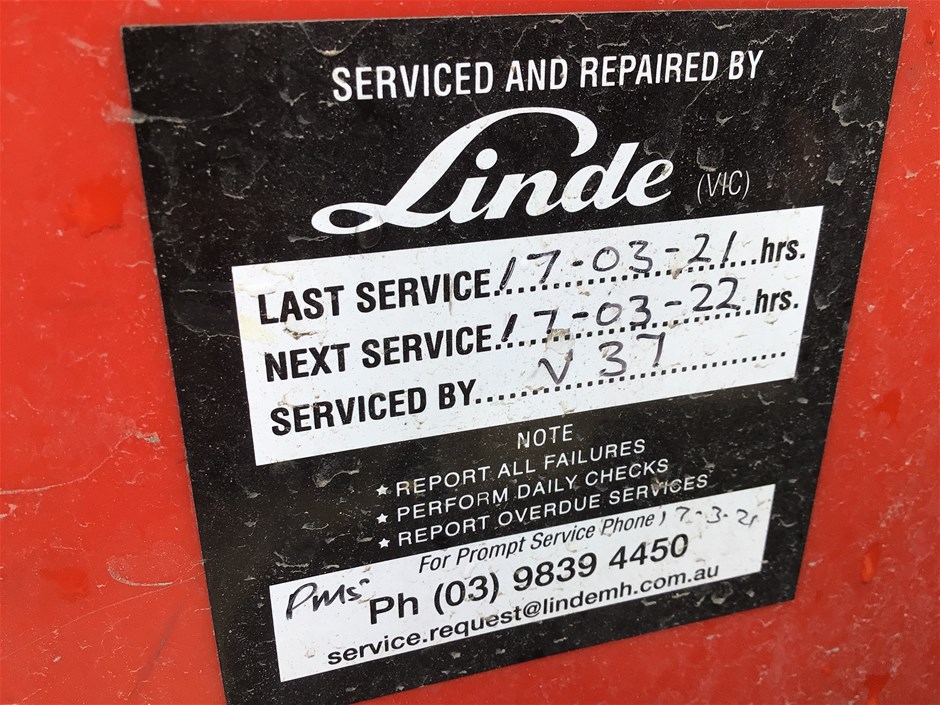 SERVICED AND REPAIRED BY
Linde (VIC)
LAST SERVICE 17-03-21 hrs.
NEXT SERVICE 17-03-22 hrs.
SERVICED BY V 37
NOTE
★ REPORT ALL FAILURES
★ PERFORM DAILY CHECKS
★ REPORT OVERDUE SERVICES
For Prompt Service Phone 17-3-21
PMS Ph (03) 9839 4450
service.request@lindemh.com.au